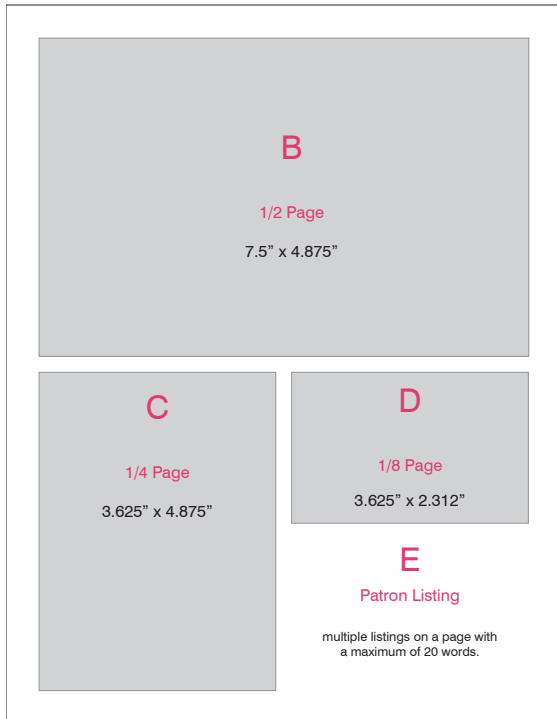 B
1/2 Page
7.5” x 4.875”
C
1/4 Page
3.625” x 4.875”
D
1/8 Page
3.625” x 2.312”
E
Patron Listing
multiple listings on a page with
a maximum of 20 words.